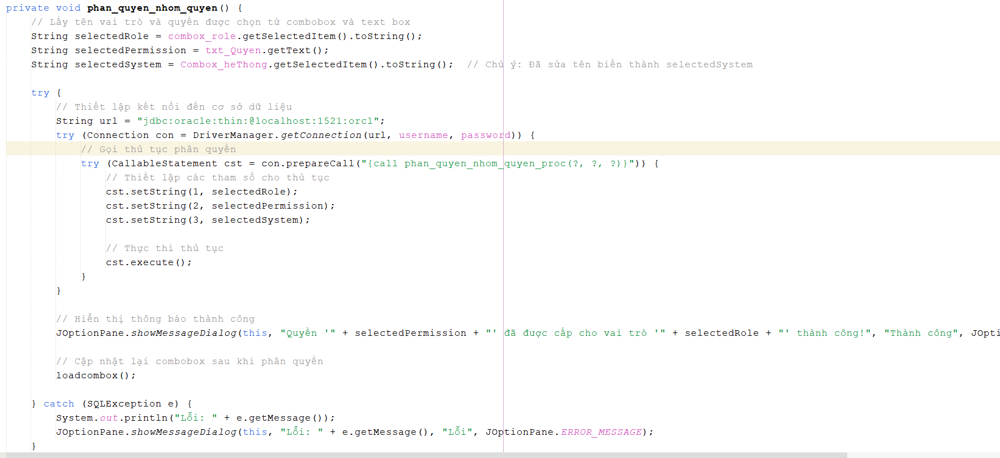 private void phan_quyen_nhom_quyen() {
// Lấy tên vai trò và quyền được chọn từ combobox và text box
String selectedRole = combox_role.getSelectedItem().toString();
String selectedPermission = txt_Quyen.getText();
String selectedSystem = Combox_heThong.getSelectedItem().toString();  // Chú ý: Đã sửa tên biến thành selectedSystem
try {
// Thiết lập kết nối đến cơ sở dữ liệu
String url = "jdbc:oracle:thin:@localhost:1521:orcl";
try (Connection con = DriverManager.getConnection(url, username, password)) {
// Gọi thủ tục phân quyền
try (CallableStatement cst = con.prepareCall("{call phan_quyen_nhom_quyen_proc(?, ?, ?)}")) {
// Thiết lập các tham số cho thủ tục
cst.setString(1, selectedRole);
cst.setString(2, selectedPermission);
cst.setString(3, selectedSystem);
// Thực thi thủ tục
cst.execute();
}
}
// Hiển thị thông báo thành công
JOptionPane.showMessageDialog(this, "Quyền '" + selectedPermission + "' đã được cấp cho vai trò '" + selectedRole + "' thành công!", "Thành công", JOpti
// Cập nhật lại combobox sau khi phân quyền
loadcombox();
} catch (SQLException e) {
System.out.println("Lỗi: " + e.getMessage());
JOptionPane.showMessageDialog(this, "Lỗi: " + e.getMessage(), "Lỗi", JOptionPane.ERROR_MESSAGE);
}